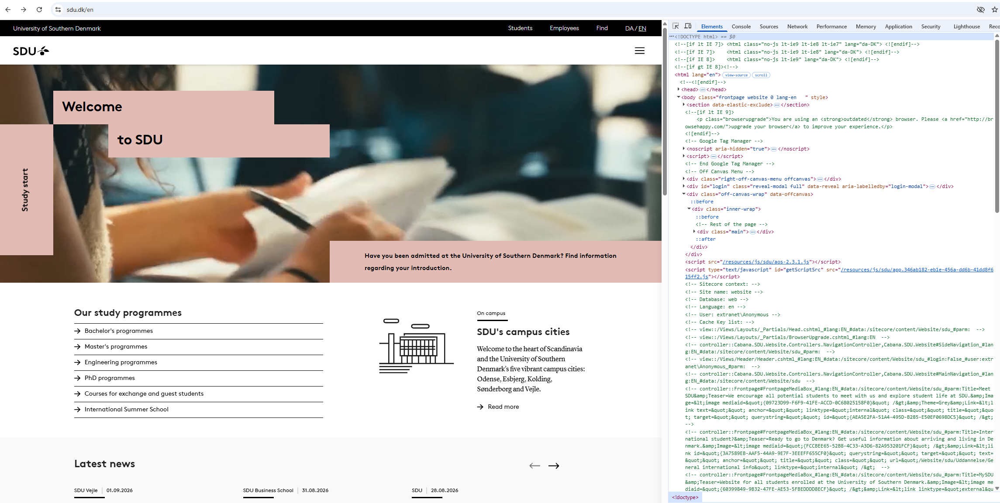 sdu.dk/en
University of Southern Denmark
Students
Employees
Find
DA / EN
SDU
Welcome
to SDU
Study start
Have you been admitted at the University of Southern Denmark? Find information
regarding your introduction.
Our study programmes
Bachelor's programmes
Master's programmes
Engineering programmes
PhD programmes
Courses for exchange and guest students
International Summer School
On campus
SDU's campus cities
Welcome to the heart of Scandinavia
and the University of Southern
Denmark's five vibrant campus cities:
Odense, Esbjerg, Kolding,
Sønderborg and Vejle.
Read more
Latest news
SDU Vejle | 01.09.2026
SDU Business School | 31.08.2026
SDU | 28.08.2026
Elements
Console
Sources
Network
Performance
Memory
Application
Security
Lighthouse
Reco
<!DOCTYPE html> == $0
<!--[if lt IE 7]> <html class="no-js lt-ie9 lt-ie8 lt-ie7" lang="da-DK"> <![endif]-->
<!--[if IE 7]>    <html class="no-js lt-ie9 lt-ie8" lang="da-DK"> <![endif]-->
<!--[if IE 8]>    <html class="no-js lt-ie9" lang="da-DK"> <![endif]-->
<!--[if gt IE 8]><!-->
<html lang="en"> view-source scroll
<!--<![endif]-->
<head> … </head>
<body class="frontpage website 0 lang-en   " style>
<section data-elastic-exclude> … </section>
<!--[if lt IE 9]>
<p class="browserupgrade">You are using an <strong>outdated</strong> browser. Please <a href="http://br
owsehappy.com/">upgrade your browser</a> to improve your experience.</p>
<![endif]-->
<!-- Google Tag Manager -->
<noscript aria-hidden="true"> … </noscript>
<script> … </script>
<!-- End Google Tag Manager -->
<!-- Off Canvas Menu -->
<div class="right-off-canvas-menu offcanvas"> … </div>
<div id="login" class="reveal-modal full" data-reveal aria-labelledby="login-modal"> … </div>
<div class="off-canvas-wrap" data-offcanvas>
::before
<div class="inner-wrap">
::before
<!-- Rest of the page -->
<div class="main"> … </div>
::after
</div>
</div>
<script src="/resources/js/sdu/aos-2.3.1.js"></script>
<script type="text/javascript" id="getScriptSrc" src="/resources/js/sdu/app.346ab182-eb1e-456a-dd6b-41dd8f6
15ff2.js"></script>
<!-- Sitecore context: -->
<!-- Site name: website -->
<!-- Database: web -->
<!-- Language: en -->
<!-- User: extranet\Anonymous -->
<!-- Cache Key list: -->
<!-- view::/Views/Layouts/_Partials/Head.cshtml_#lang:EN_#data:/sitecore/content/Website/sdu_#parm:  -->
<!-- view::/Views/Layouts/_Partials/BrowserUpgrade.cshtml_#lang:EN  -->
<!-- controller::Cabana.SDU.Website.Controllers.NavigationController,Cabana.SDU.Website#SideNavigation_#lan
g:EN_#data:/sitecore/content/Website/sdu_#parm:  -->
<!-- view::/Views/Header/Header.cshtml_#lang:EN_#data:/sitecore/content/Website/sdu_#login:False_#user:extr
anet\Anonymous_#parm:  -->
<!-- controller::Cabana.SDU.Website.Controllers.NavigationController,Cabana.SDU.Website#MainNavigation_#lan
g:EN_#data:/sitecore/content/Website/sdu  -->
<!-- controller::Frontpage#FrontpageMediaBox_#lang:EN_#data:/sitecore/content/Website/sdu_#parm:Title=Meet
SDU&amp;Teaser=We encourage all potential students to meet with us and explore student life at SDU.&amp;Ima
ge=&lt;image mediaid=&quot;{09723D99-F6F9-41FE-ACCD-0C68025158F0}&quot; /&gt;&amp;Theme=Grey&amp;Link=&lt;l
ink text=&quot;&quot; anchor=&quot;&quot; linktype=&quot;internal&quot; class=&quot;&quot; title=&quot;&quo
t; target=&quot;&quot; querystring=&quot;&quot; id=&quot;{AEA5E2FA-51A4-495D-B285-E50EF0698DC5}&quot; /&gt;
-->
<!-- controller::Frontpage#FrontpageMediaBox_#lang:EN_#data:/sitecore/content/Website/sdu_#parm:Title=Inter
national student?&amp;Teaser=Ready to go to Denmark? Get useful information about arriving and living in De
nmark.&amp;Image=&lt;image mediaid=&quot;{FCCBEE65-52B8-4C33-A3D6-82A953201FCF}&quot; /&gt;&amp;Link=&lt;li
nk id=&quot;{3A7589EB-AAF5-44A9-9E7F-3EEEFF655CF0}&quot; querystring=&quot;&quot; target=&quot;&quot; text=
&quot;&quot; anchor=&quot;&quot; title=&quot;&quot; class=&quot;&quot; url=&quot;/Website/sdu/Uddannelse/Ge
neral international info&quot; linktype=&quot;internal&quot; /&gt;  -->
<!-- controller::Frontpage#FrontpageMediaBox_#lang:EN_#data:/sitecore/content/Website/sdu_#parm:Title=MySDU
&amp;Teaser=Website for all students enrolled at the University of Southern Denmark.&amp;Image=&lt;image me
diaid=&quot;{60399849-9B32-47FE-AE53-5FBEDDDD8ECF}&quot; /&gt;&amp;Link=&lt;link linktype=&quot;external&qu
<!doctype>